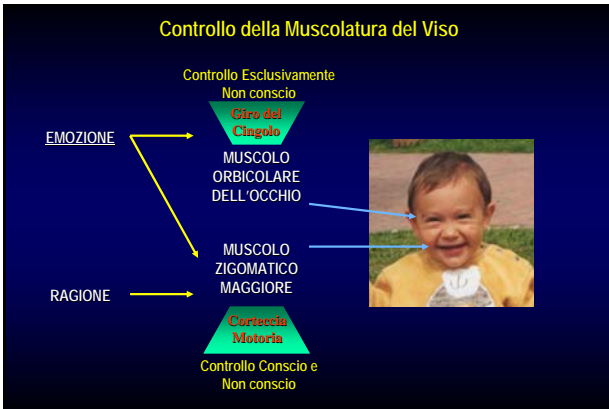 Controllo della Muscolatura del Viso
Controllo Esclusivamente
Non conscio
Giro del
Cingolo
EMOZIONE
MUSCOLO
ORBICOLARE
DELL'OCCHIO
MUSCOLO
ZIGOMATICO
MAGGIORE
RAGIONE
Corteccia
Motoria
Controllo Conscio e
Non conscio